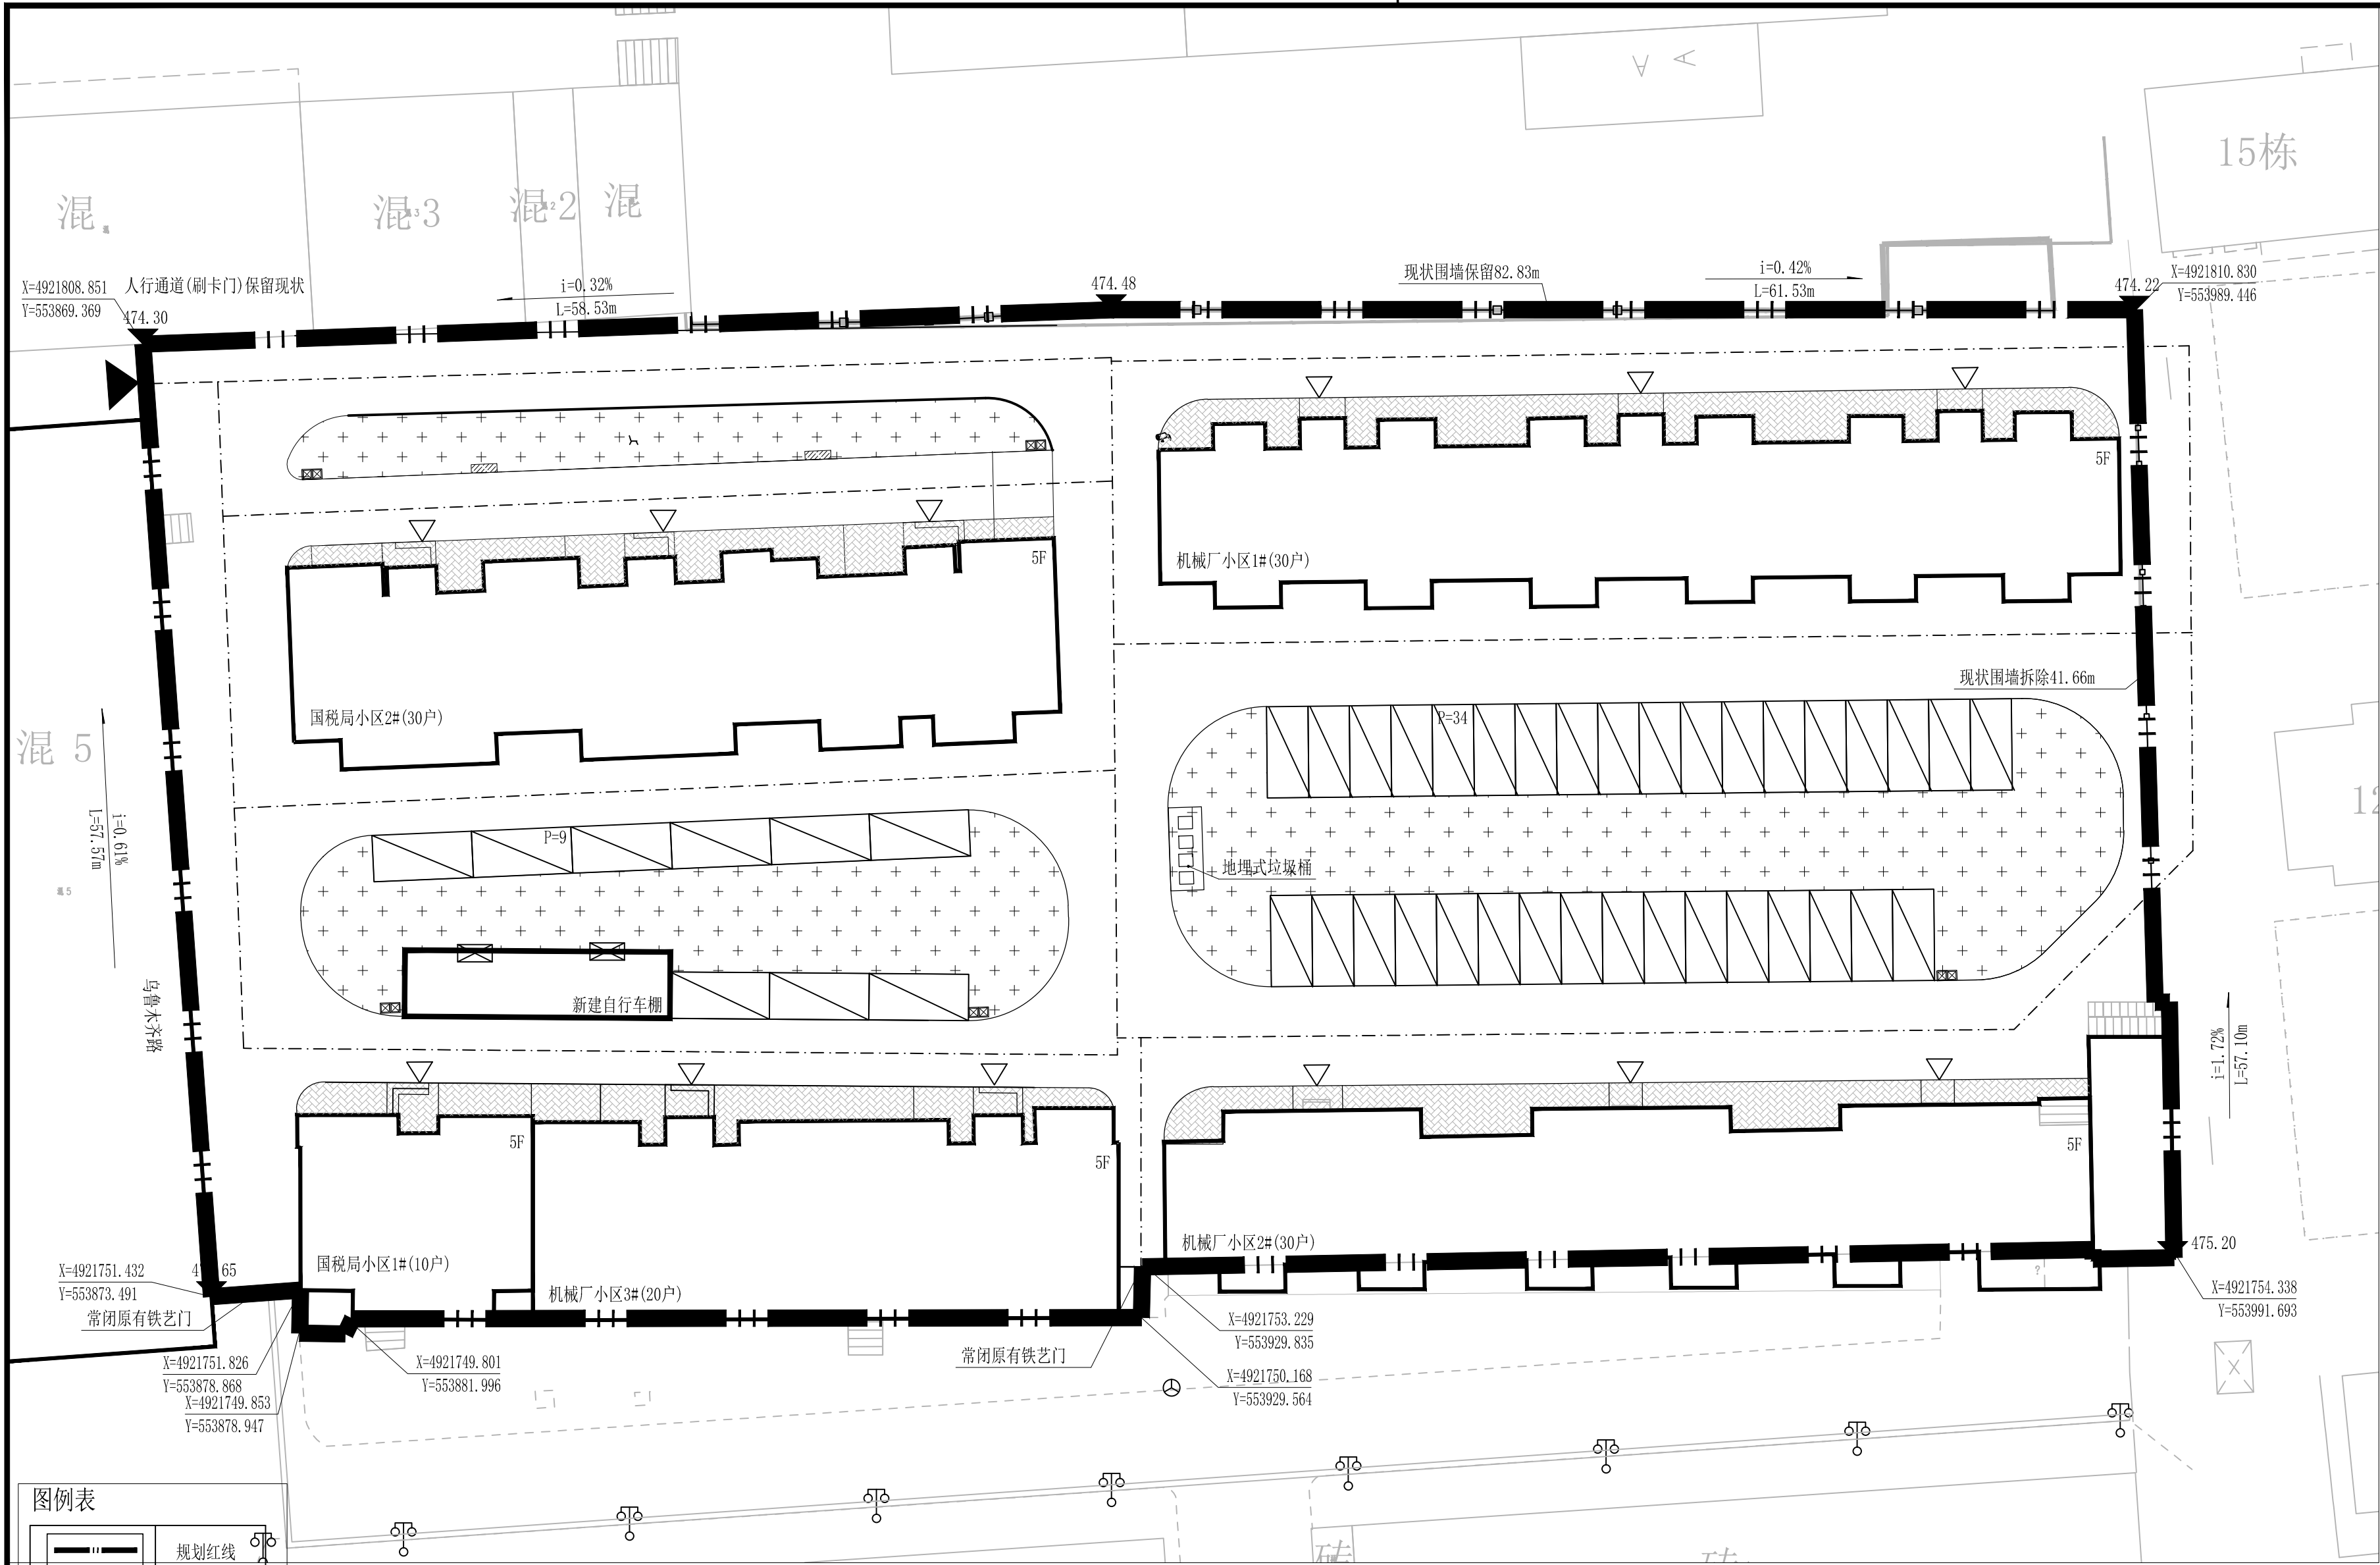 15栋
混
混3
混2
混
X=4921808.851
Y=553869.369
人行通道(刷卡门)保留现状
474.30
i=0.32%
L=58.53m
474.48
现状围墙保留82.83m
i=0.42%
L=61.53m
474.22
X=4921810.830
Y=553989.446
5F
机械厂小区1#(30户)
5F
国税局小区2#(30户)
现状围墙拆除41.66m
P=34
混 5
i=0.61%
L=57.57m
P=9
地埋式垃圾桶
12
新建自行车棚
乌鲁木齐路
i=1.72%
L=57.10m
5F
5F
5F
国税局小区1#(10户)
机械厂小区3#(20户)
机械厂小区2#(30户)
475.20
X=4921751.432
Y=553873.491
常闭原有铁艺门
X=4921754.338
Y=553991.693
X=4921753.229
Y=553929.835
常闭原有铁艺门
X=4921751.826
Y=553878.868
X=4921749.801
Y=553881.996
X=4921750.168
Y=553929.564
X=4921749.853
Y=553878.947
图例表
规划红线
砖